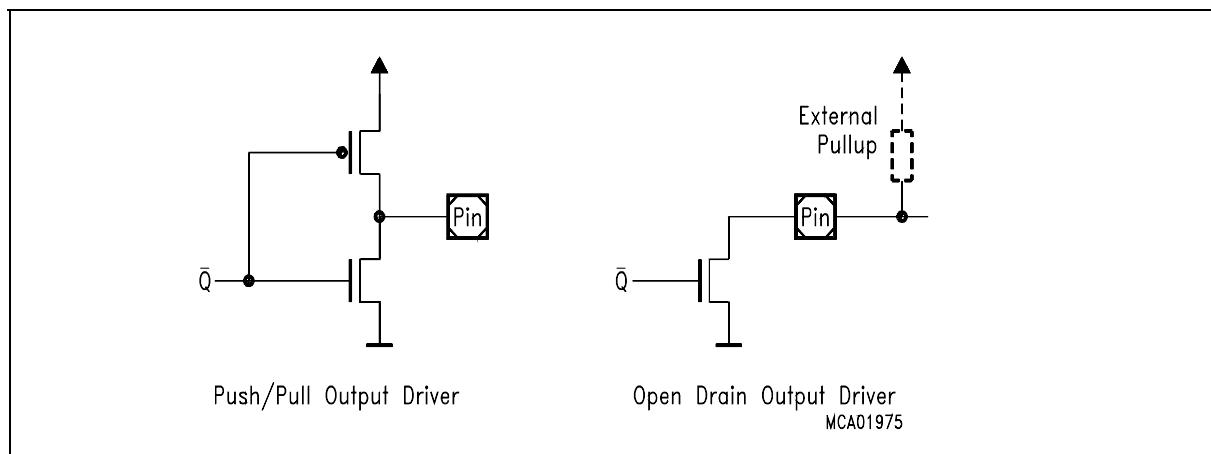 External
Pullup
Pin
Pin
Q̄
Q̄
Push/Pull Output Driver
Open Drain Output Driver
MCA01975